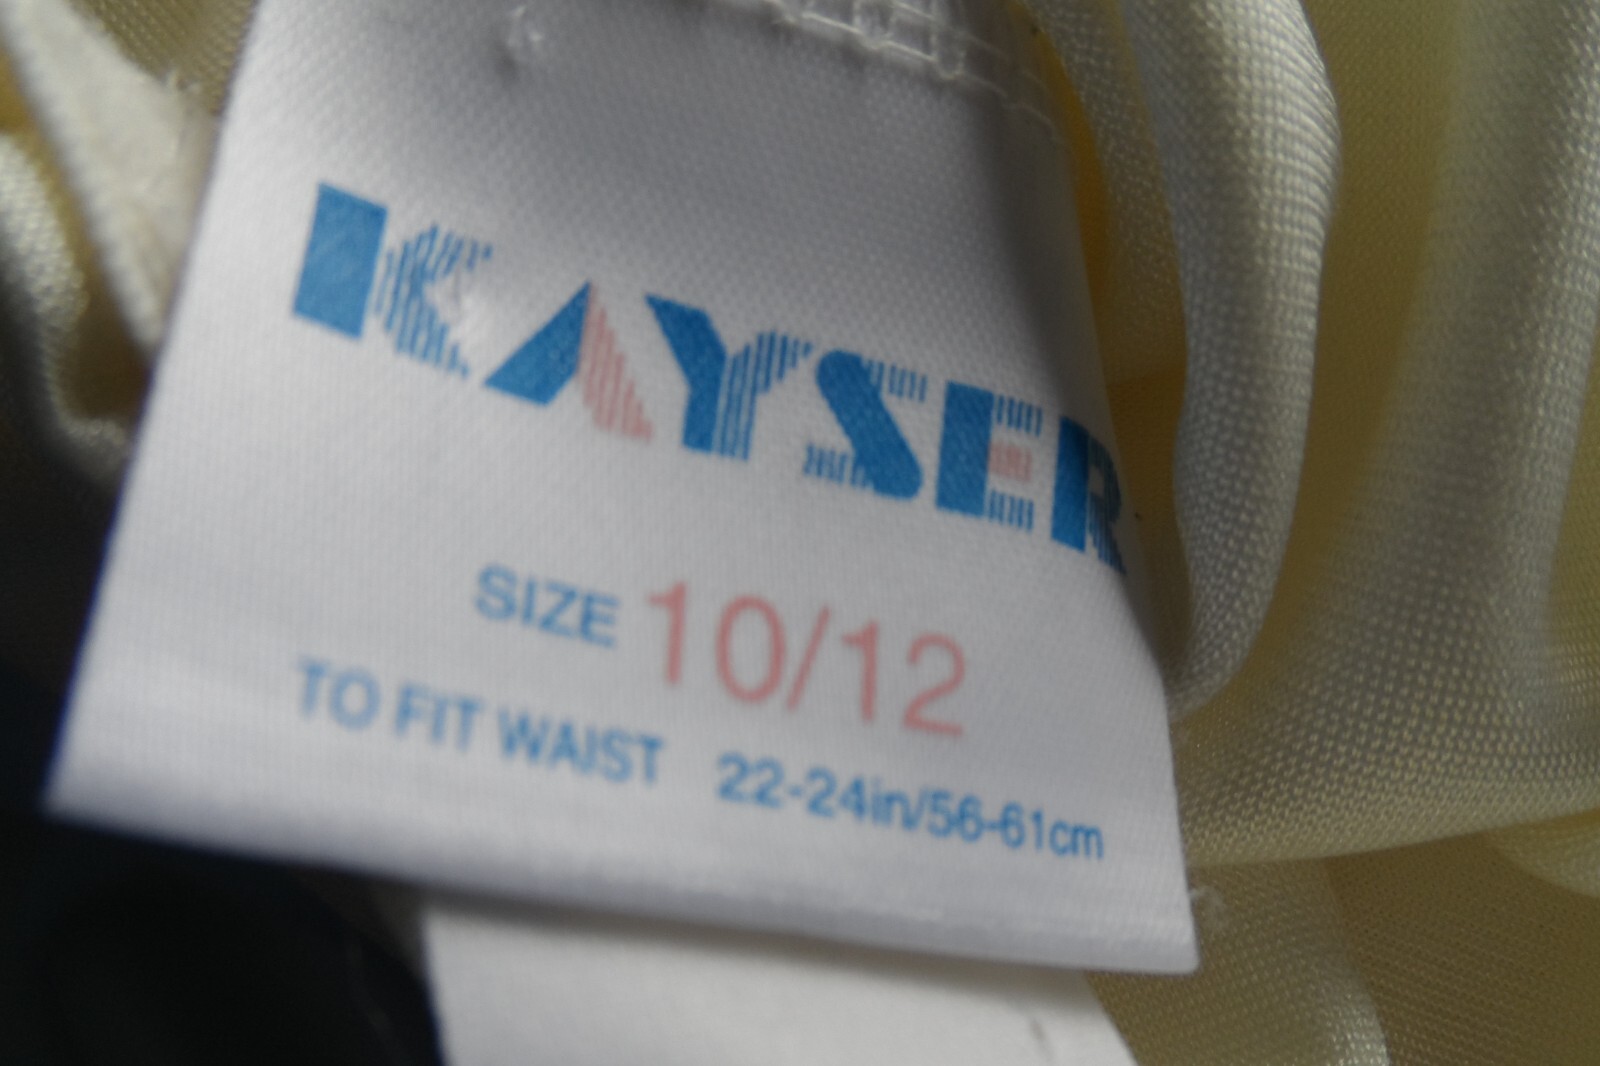 KAYSER
SIZE 10/12
TO FIT WAIST 22-24in/56-61cm